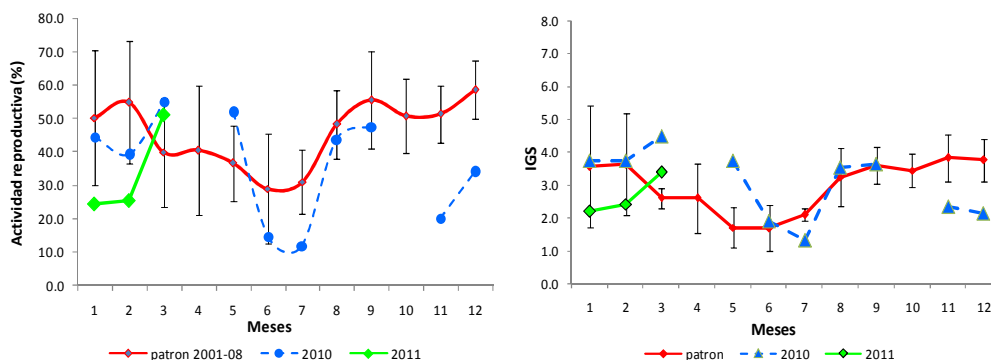 Actividad reproductiva (%)
80.0
70.0
60.0
50.0
40.0
30.0
20.0
10.0
0.0
1 2 3 4 5 6 7 8 9 10 11 12
Meses
patron 2001-08 2010 2011
IGS
8.0
7.0
6.0
5.0
4.0
3.0
2.0
1.0
0.0
1 2 3 4 5 6 7 8 9 10 11 12
Meses
patron 2010 2011